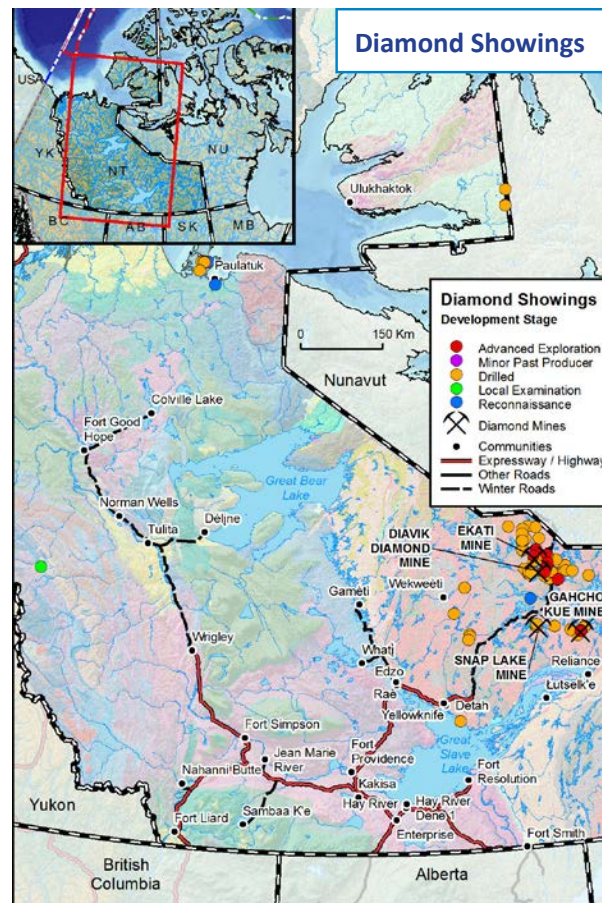 Diamond Showings
USA
YK
NT
NU
BC
AB
SK
MB
Ulukhaktok
Paulatuk
Diamond Showings
Development Stage
Advanced Exploration
Minor Past Producer
Drilled
Local Examination
Reconnaissance
Diamond Mines
Communities
Expressway / Highway
Other Roads
Winter Roads
0 150 Km
Nunavut
Colville Lake
Fort Good
Hope
Great Bear
Lake
Norman Wells
Tulita
Délįne
EKATI
MINE
DIAVIK
DIAMOND
MINE
Wekweetì
Gamètì
GAHCHO
KUE MINE
Wrigley
Whatì
Edzo
Rae
SNAP LAKE
MINE
Reliance
Łutselk'e
Yellowknife
Detah
Fort Simpson
Jean Marie
River
Nahanni Butte
Fort
Providence
Great
Slave
Lake
Kakisa
Fort
Resolution
Hay River
Hay River
Dene 1
Yukon
Sambaa K'e
Fort Liard
Enterprise
Fort Smith
British
Columbia
Alberta